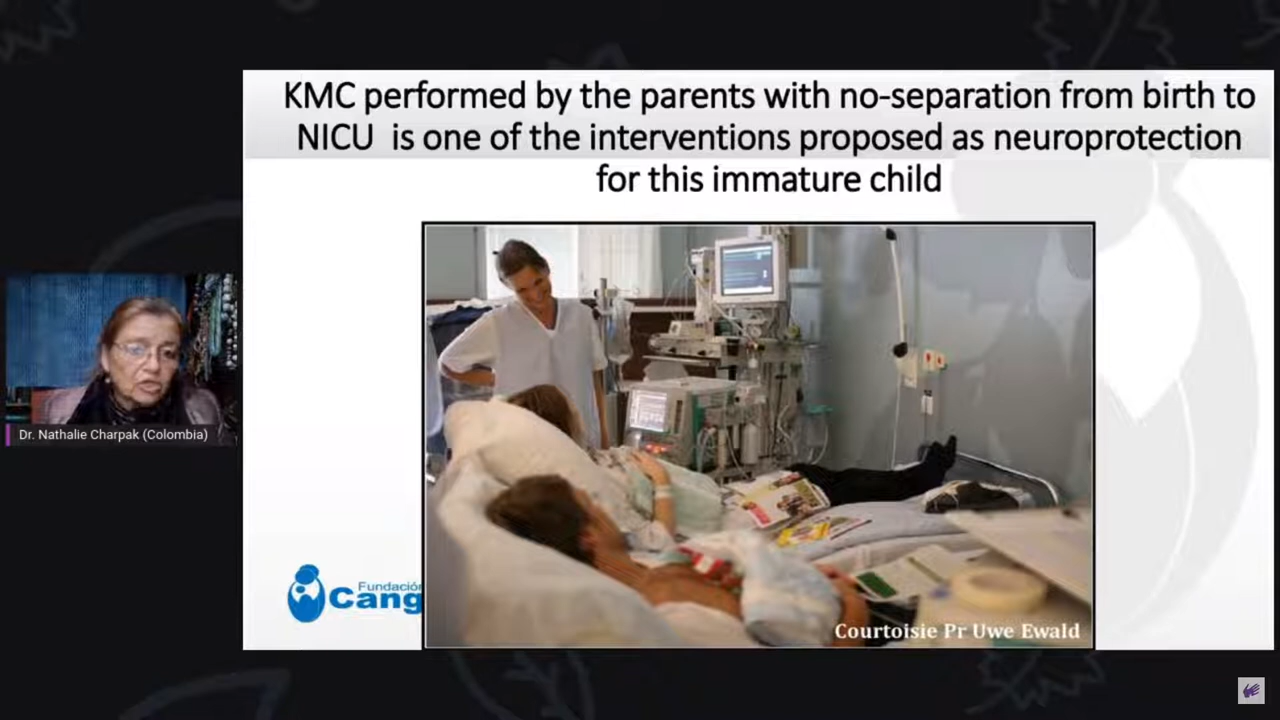 KMC performed by the parents with no-separation from birth to
NICU is one of the interventions proposed as neuroprotection
for this immature child
Dr. Nathalie Charpak (Colombia)
Fundación
Cang
Courtoisie Pr Uwe Ewald